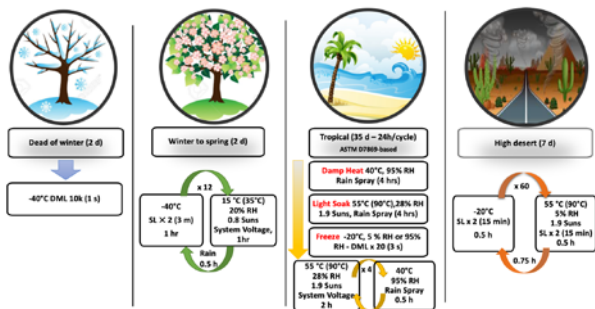 Dead of winter (2 d)
-40°C DML 10k (1 s)
Winter to spring (2 d)
x 12
-40°C
SL × 2 (3 m)
1 hr
15 °C (35°C)
20% RH
0.8 Suns
System Voltage,
1hr
Rain
0.5 h
Tropical (35 d – 24h/cycle)
ASTM D7869-based
Damp Heat 40°C, 95% RH
Rain Spray (4 hrs)
Light Soak 55°C (90°C),28% RH
1.9 Suns, Rain Spray (4 hrs)
Freeze -20°C, 5 % RH or 95%
RH - DML x 20 (3 s)
55 °C (90°C)
28% RH
1.9 Suns
System Voltage
2 h
x 4
40°C
95% RH
Rain Spray
0.5 h
High desert (7 d)
x 60
-20°C
SL x 2 (15 min)
0.5 h
55 °C (90°C)
5% RH
1.9 Suns
SL x 2 (15 min)
0.5 h
0.75 h